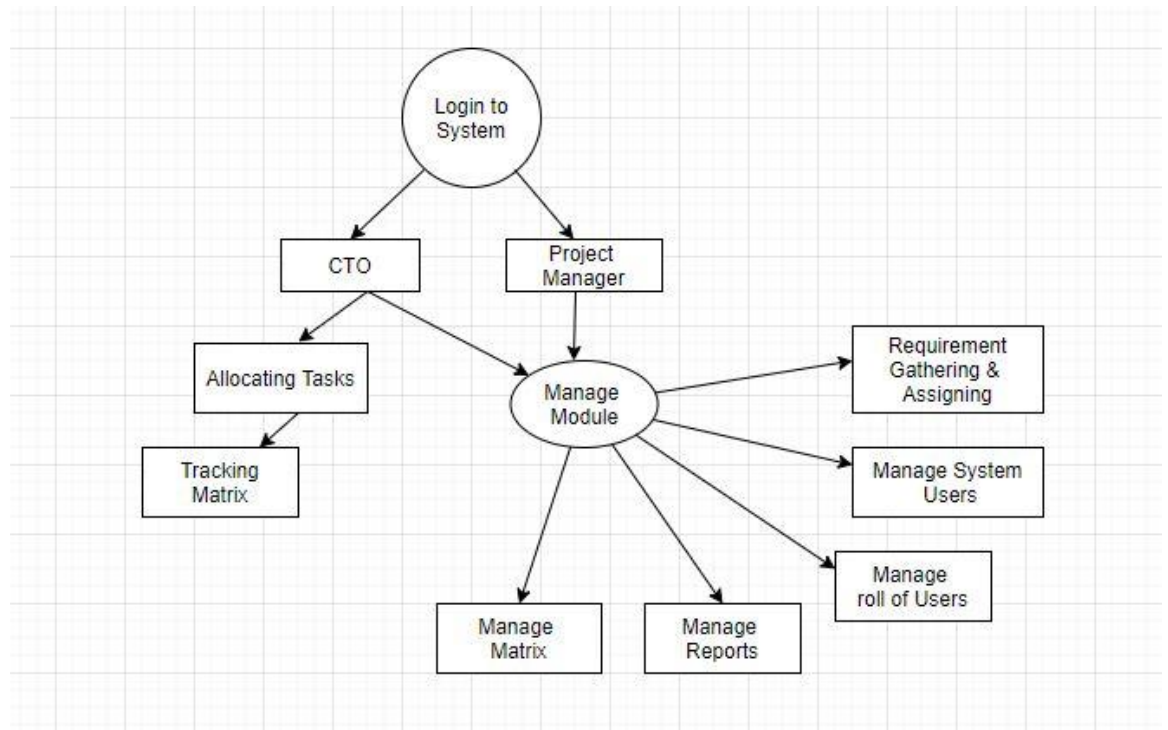 Login to
System
CTO
Project
Manager
Allocating Tasks
Manage
Module
Requirement
Gathering &
Assigning
Tracking
Matrix
Manage System
Users
Manage
roll of Users
Manage
Matrix
Manage
Reports